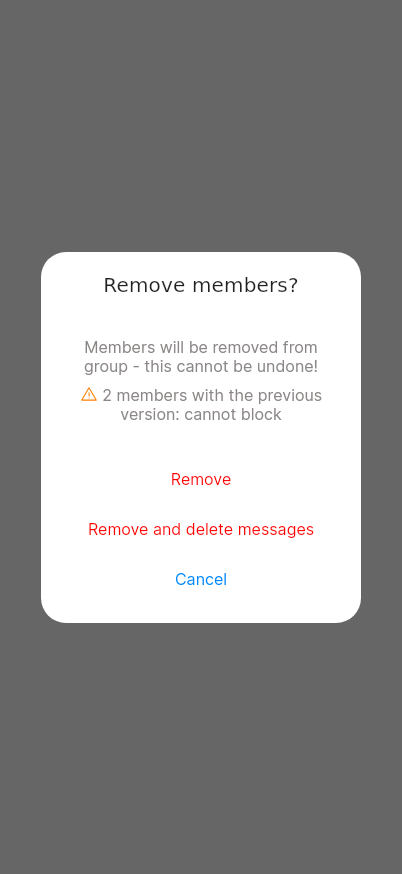 Remove members?
Members will be removed from
group - this cannot be undone!
2 members with the previous
version: cannot block
Remove
Remove and delete messages
Cancel